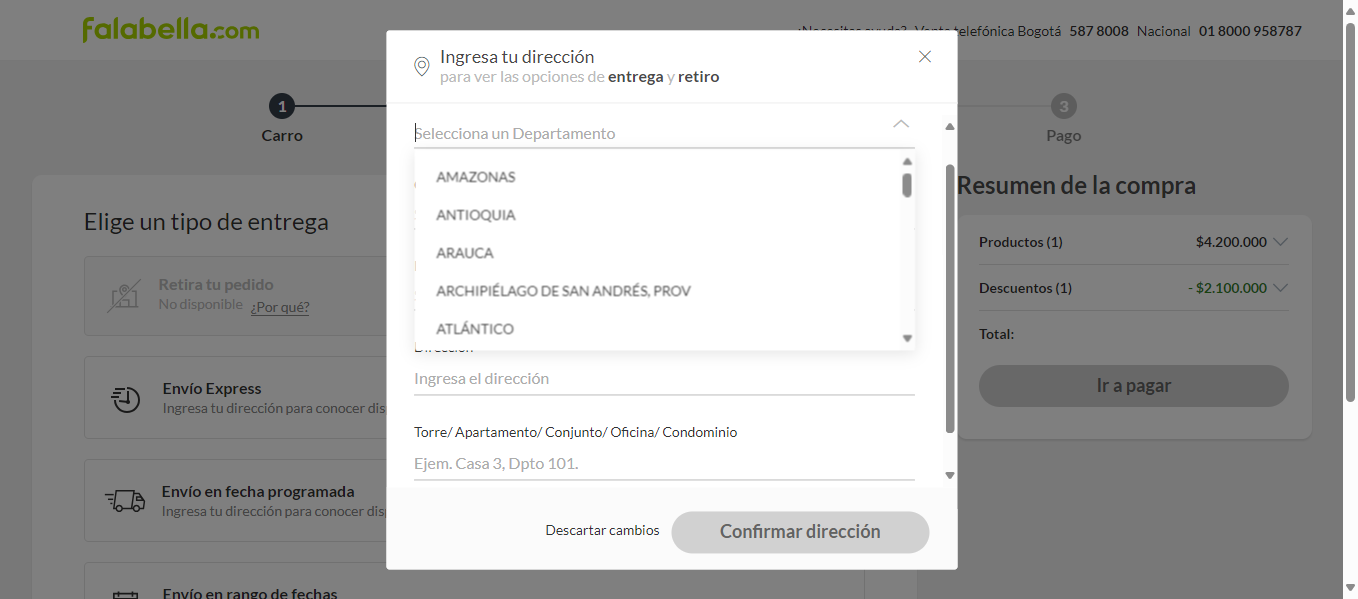 falabella.com
¿Necesitas ayuda? Venta telefónica Bogotá 587 8008 Nacional 01 8000 958787
Ingresa tu dirección
para ver las opciones de entrega y retiro
1
Carro
3
Pago
Selecciona un Departamento
AMAZONAS
ANTIOQUIA
ARAUCA
ARCHIPIÉLAGO DE SAN ANDRÉS, PROV
ATLÁNTICO
Dirección
Ingresa el dirección
Torre/ Apartamento/ Conjunto/ Oficina/ Condominio
Ejem. Casa 3, Dpto 101.
Descartar cambios
Confirmar dirección
Elige un tipo de entrega
Retira tu pedido
No disponible ¿Por qué?
Envío Express
Ingresa tu dirección para conocer dis
Envío en fecha programada
Ingresa tu dirección para conocer dis
Envío en rango de fechas
Resumen de la compra
Productos (1) $4.200.000
Descuentos (1) - $2.100.000
Total:
Ir a pagar